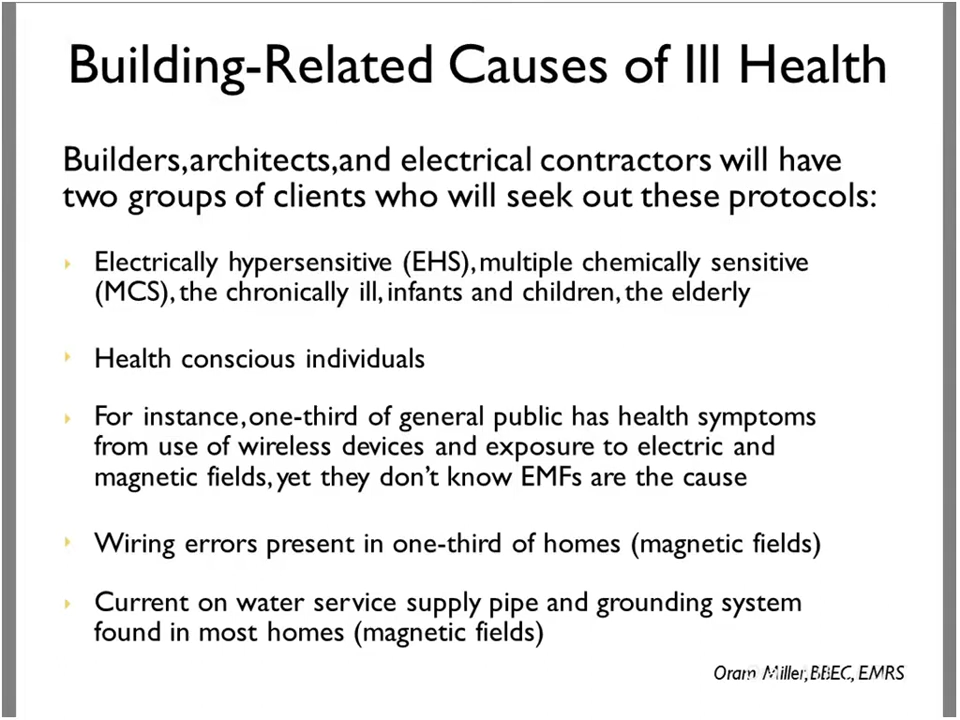 Building-Related Causes of Ill Health
Builders,architects,and electrical contractors will have
two groups of clients who will seek out these protocols:
Electrically hypersensitive (EHS),multiple chemically sensitive
(MCS),the chronically ill,infants and children,the elderly
Health conscious individuals
For instance,one-third of general public has health symptoms
from use of wireless devices and exposure to electric and
magnetic fields,yet they don't know EMFs are the cause
Wiring errors present in one-third of homes (magnetic fields)
Current on water service supply pipe and grounding system
found in most homes (magnetic fields)
Oram Miller,BBEC,EMRS